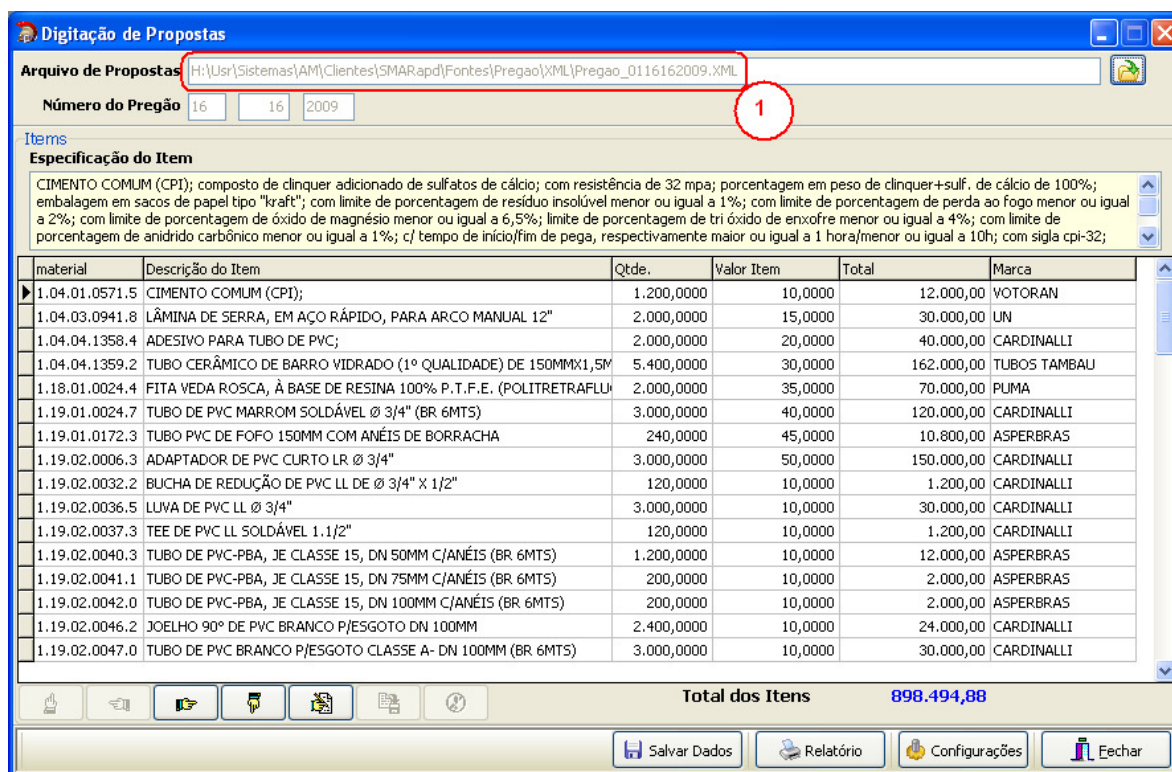 Digitação de Propostas
Arquivo de Propostas H:\Usr\Sistemas\AM\Clientes\SMARapd\Fontes\Pregao\XML\Pregao_0116162009.XML
1
Número do Pregão 16 16 2009
Items
Especificação do Item
CIMENTO COMUM (CPI); composto de clinquer adicionado de sulfatos de cálcio; com resistência de 32 mpa; porcentagem em peso de clinquer+sulf. de cálcio de 100%;
embalagem em sacos de papel tipo "kraft"; com limite de porcentagem de resíduo insolúvel menor ou igual a 1%; com limite de porcentagem de perda ao fogo menor ou igual
a 2%; com limite de porcentagem de óxido de magnésio menor ou igual a 6,5%; limite de porcentagem de tri óxido de enxofre menor ou igual a 4%; com limite de
porcentagem de anidrido carbônico menor ou igual a 1%; c/ tempo de início/fim de pega, respectivamente maior ou igual a 1 hora/menor ou igual a 10h; com sigla cpi-32;
material Descrição do Item Qtde. Valor Item Total Marca
1.04.01.0571.5 CIMENTO COMUM (CPI); 1.200,0000 10,0000 12.000,00 VOTORAN
1.04.03.0941.8 LÂMINA DE SERRA, EM AÇO RÁPIDO, PARA ARCO MANUAL 12" 2.000,0000 15,0000 30.000,00 UN
1.04.04.1358.4 ADESIVO PARA TUBO DE PVC; 2.000,0000 20,0000 40.000,00 CARDINALLI
1.04.04.1359.2 TUBO CERÂMICO DE BARRO VIDRADO (1º QUALIDADE) DE 150MMX1,5M 5.400,0000 30,0000 162.000,00 TUBOS TAMBAU
1.18.01.0024.4 FITA VEDA ROSCA, À BASE DE RESINA 100% P.T.F.E. (POLITRETRAFLU 2.000,0000 35,0000 70.000,00 PUMA
1.19.01.0024.7 TUBO DE PVC MARROM SOLDÁVEL Ø 3/4" (BR 6MTS) 3.000,0000 40,0000 120.000,00 CARDINALLI
1.19.01.0172.3 TUBO PVC DE FOFO 150MM COM ANÉIS DE BORRACHA 240,0000 45,0000 10.800,00 ASPERBRAS
1.19.02.0006.3 ADAPTADOR DE PVC CURTO LR Ø 3/4" 3.000,0000 50,0000 150.000,00 CARDINALLI
1.19.02.0032.2 BUCHA DE REDUÇÃO DE PVC LL DE Ø 3/4" X 1/2" 120,0000 10,0000 1.200,00 CARDINALLI
1.19.02.0036.5 LUVA DE PVC LL Ø 3/4" 3.000,0000 10,0000 30.000,00 CARDINALLI
1.19.02.0037.3 TEE DE PVC LL SOLDÁVEL 1.1/2" 120,0000 10,0000 1.200,00 CARDINALLI
1.19.02.0040.3 TUBO DE PVC-PBA, JE CLASSE 15, DN 50MM C/ANÉIS (BR 6MTS) 1.200,0000 10,0000 12.000,00 ASPERBRAS
1.19.02.0041.1 TUBO DE PVC-PBA, JE CLASSE 15, DN 75MM C/ANÉIS (BR 6MTS) 200,0000 10,0000 2.000,00 ASPERBRAS
1.19.02.0042.0 TUBO DE PVC-PBA, JE CLASSE 15, DN 100MM C/ANÉIS (BR 6MTS) 200,0000 10,0000 2.000,00 ASPERBRAS
1.19.02.0046.2 JOELHO 90º DE PVC BRANCO P/ESGOTO DN 100MM 2.400,0000 10,0000 24.000,00 CARDINALLI
1.19.02.0047.0 TUBO DE PVC BRANCO P/ESGOTO CLASSE A- DN 100MM (BR 6MTS) 3.000,0000 10,0000 30.000,00 CARDINALLI
Total dos Itens 898.494,88
Salvar Dados Relatório Configurações Fechar